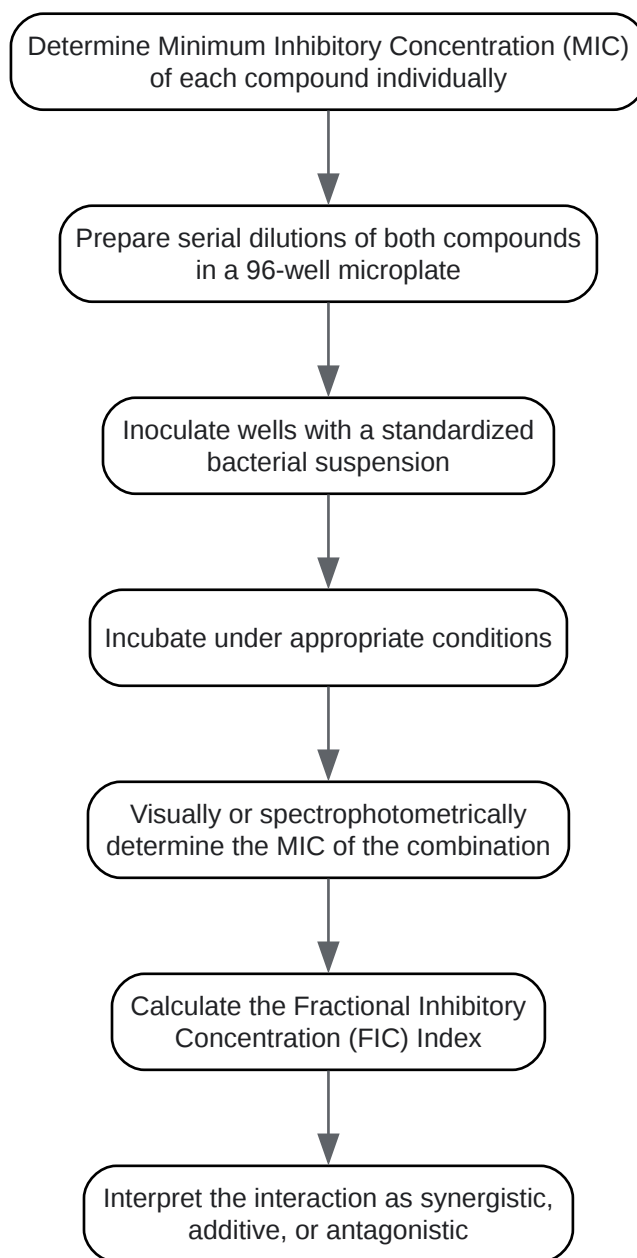 Determine Minimum Inhibitory Concentration (MIC)
of each compound individually
Prepare serial dilutions of both compounds
in a 96-well microplate
Inoculate wells with a standardized
bacterial suspension
Incubate under appropriate conditions
Visually or spectrophotometrically
determine the MIC of the combination
Calculate the Fractional Inhibitory
Concentration (FIC) Index
Interpret the interaction as synergistic,
additive, or antagonistic